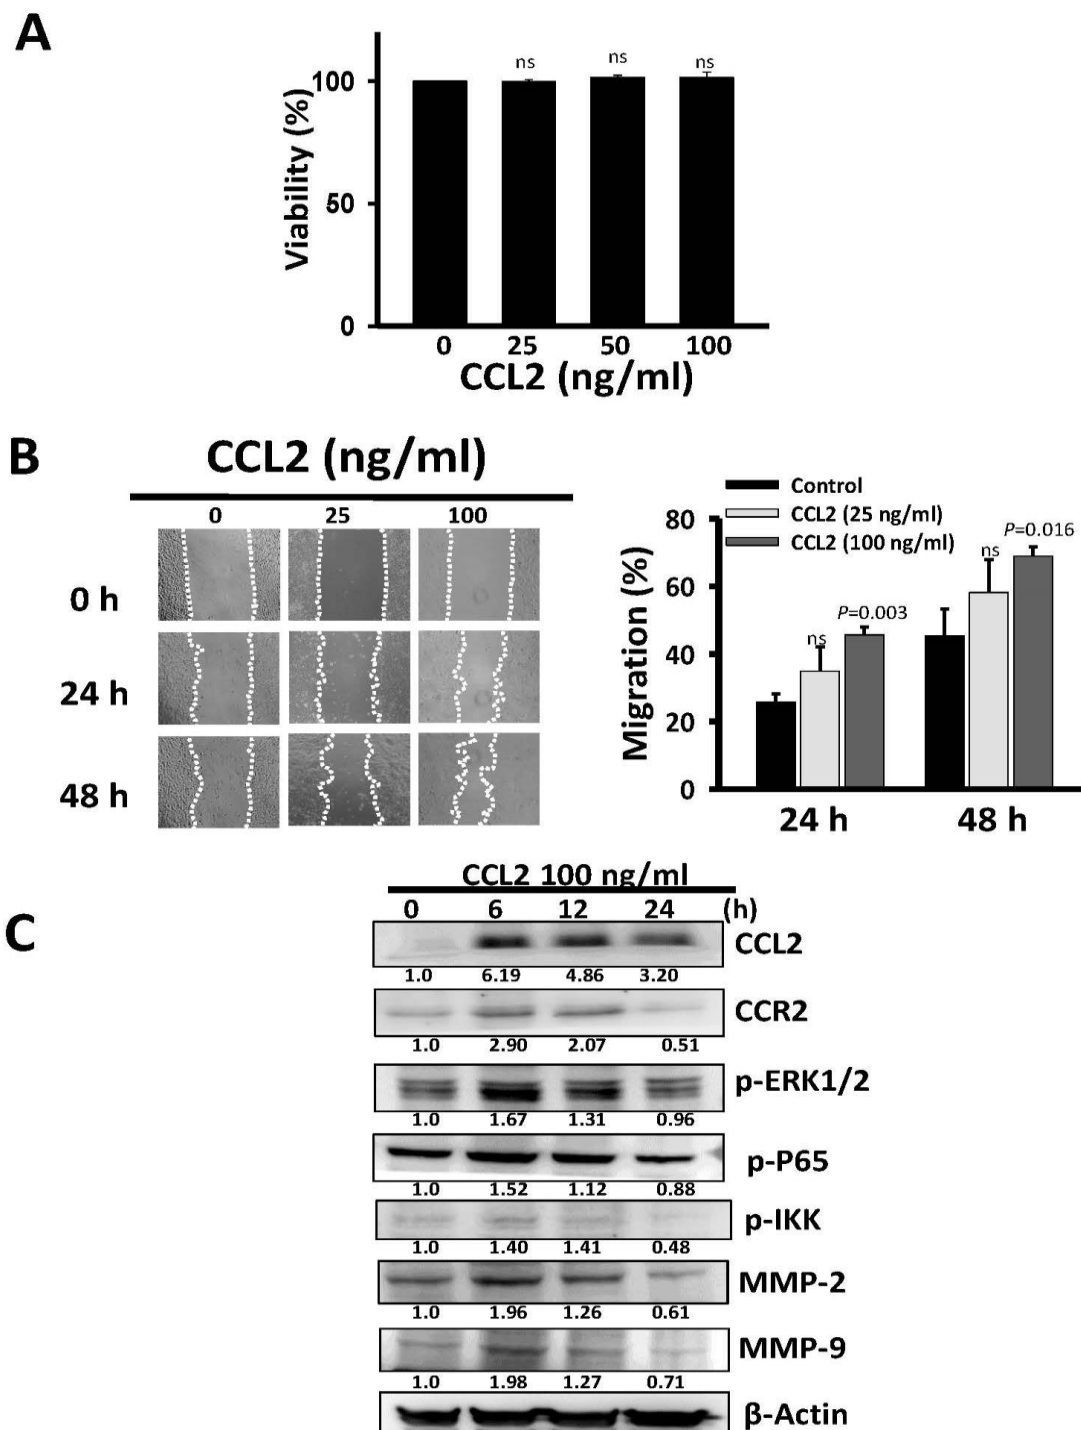 A
ns
ns
ns
100
50
0
Viability (%)
0 25 50 100
CCL2 (ng/ml)
B
CCL2 (ng/ml)
0 25 100
0 h
24 h
48 h
Control
CCL2 (25 ng/ml)
CCL2 (100 ng/ml)
80
60
40
20
0
Migration (%)
ns
P=0.003
ns
P=0.016
24 h 48 h
C
CCL2 100 ng/ml
0 6 12 24 (h)
CCL2
1.0 6.19 4.86 3.20
CCR2
1.0 2.90 2.07 0.51
p-ERK1/2
1.0 1.67 1.31 0.96
p-P65
1.0 1.52 1.12 0.88
p-IKK
1.0 1.40 1.41 0.48
MMP-2
1.0 1.96 1.26 0.61
MMP-9
1.0 1.98 1.27 0.71
β-Actin